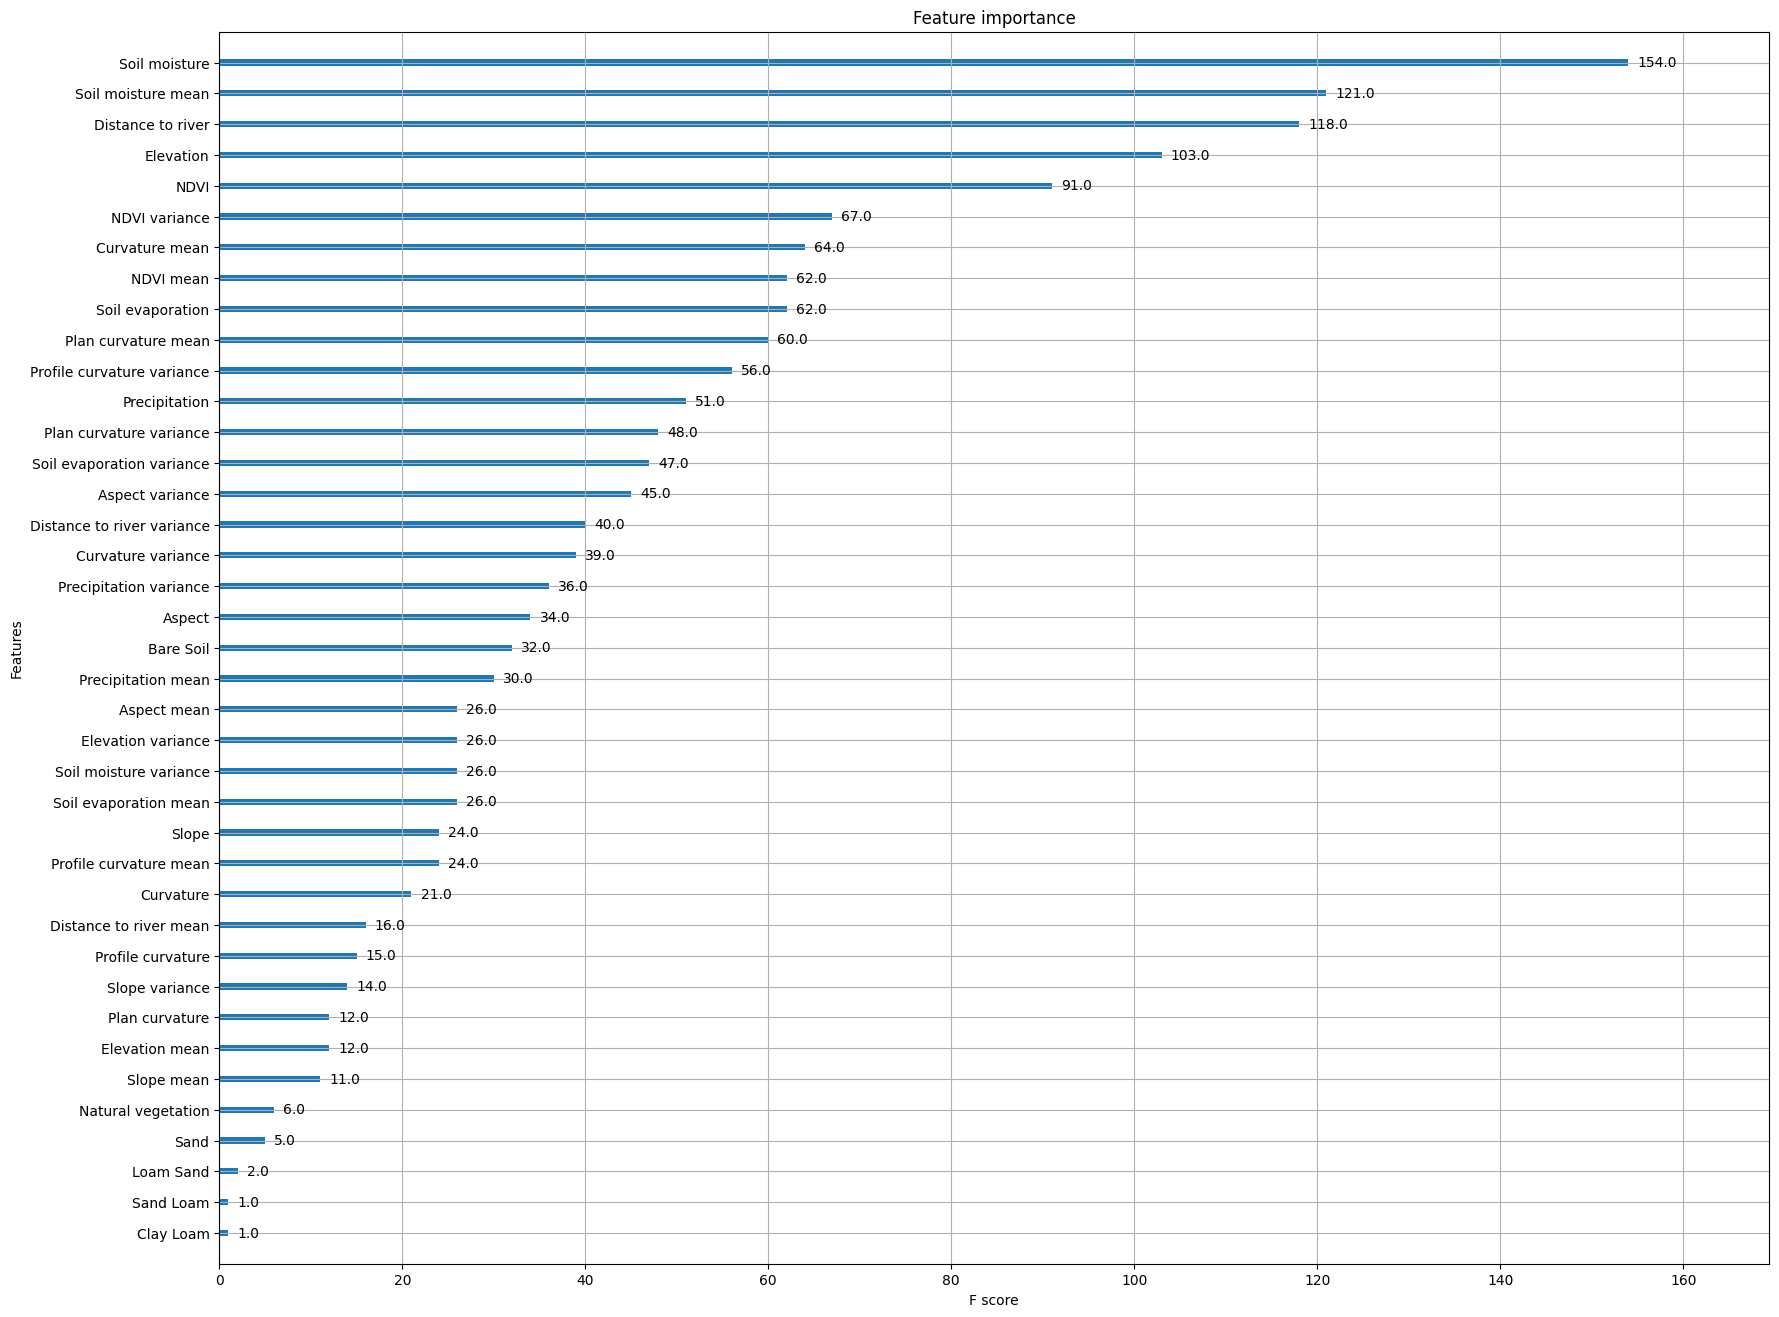 Feature importance
Features
Soil moisture 154.0
Soil moisture mean 121.0
Distance to river 118.0
Elevation 103.0
NDVI 91.0
NDVI variance 67.0
Curvature mean 64.0
NDVI mean 62.0
Soil evaporation 62.0
Plan curvature mean 60.0
Profile curvature variance 56.0
Precipitation 51.0
Plan curvature variance 48.0
Soil evaporation variance 47.0
Aspect variance 45.0
Distance to river variance 40.0
Curvature variance 39.0
Precipitation variance 36.0
Aspect 34.0
Bare Soil 32.0
Precipitation mean 30.0
Aspect mean 26.0
Elevation variance 26.0
Soil moisture variance 26.0
Soil evaporation mean 26.0
Slope 24.0
Profile curvature mean 24.0
Curvature 21.0
Distance to river mean 16.0
Profile curvature 15.0
Slope variance 14.0
Plan curvature 12.0
Elevation mean 12.0
Slope mean 11.0
Natural vegetation 6.0
Sand 5.0
Loam Sand 2.0
Sand Loam 1.0
Clay Loam 1.0
0 20 40 60 80 100 120 140 160
F score